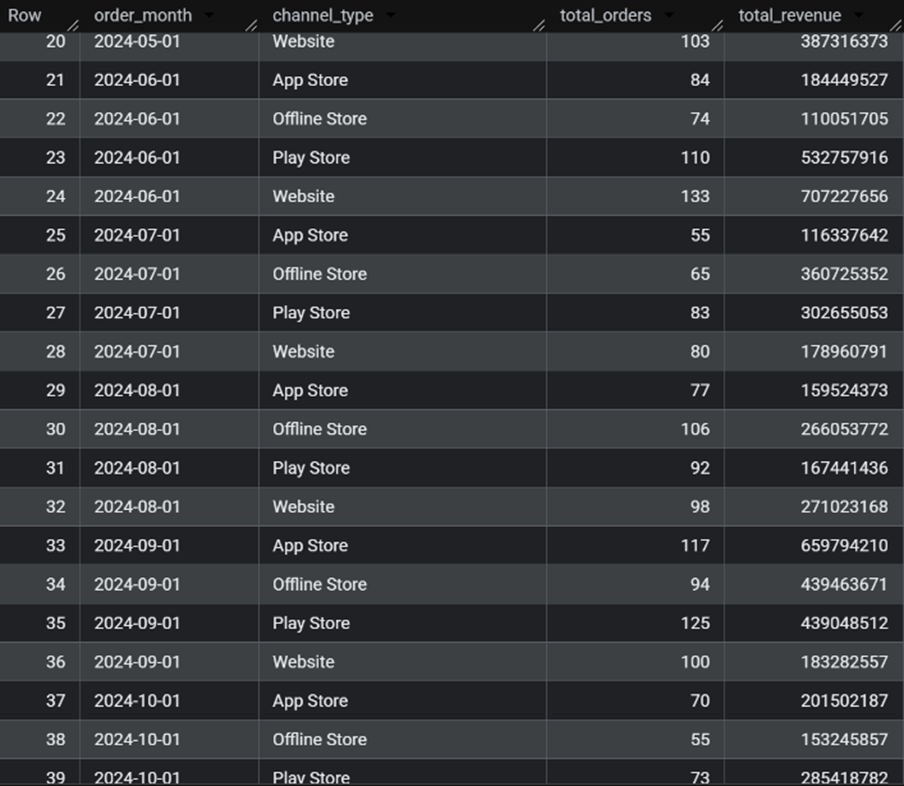 Row order_month channel_type total_orders total_revenue
20 2024-05-01 Website 103 387316373
21 2024-06-01 App Store 84 184449527
22 2024-06-01 Offline Store 74 110051705
23 2024-06-01 Play Store 110 532757916
24 2024-06-01 Website 133 707227656
25 2024-07-01 App Store 55 116337642
26 2024-07-01 Offline Store 65 360725352
27 2024-07-01 Play Store 83 302655053
28 2024-07-01 Website 80 178960791
29 2024-08-01 App Store 77 159524373
30 2024-08-01 Offline Store 106 266053772
31 2024-08-01 Play Store 92 167441436
32 2024-08-01 Website 98 271023168
33 2024-09-01 App Store 117 659794210
34 2024-09-01 Offline Store 94 439463671
35 2024-09-01 Play Store 125 439048512
36 2024-09-01 Website 100 183282557
37 2024-10-01 App Store 70 201502187
38 2024-10-01 Offline Store 55 153245857
39 2024-10-01 Play Store 73 285418782